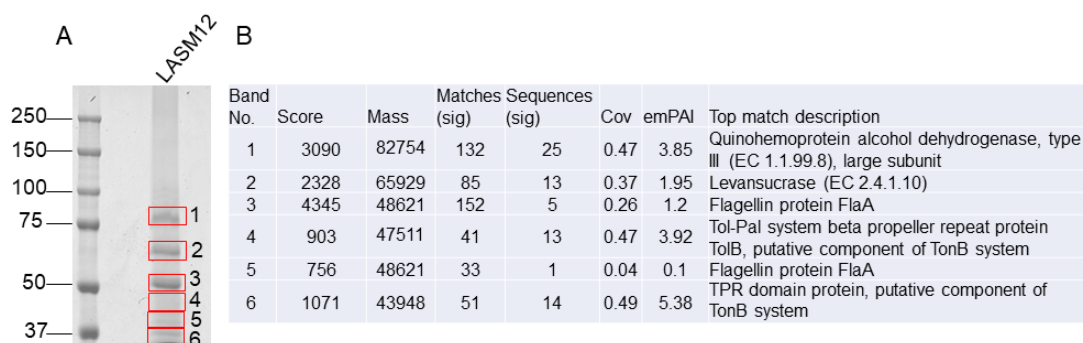 A
LASM12
B
250
150
100
75
50
37
1
2
3
4
5
6
Band No. Score Mass Matches (sig) Sequences (sig) Cov emPAI Top match description
1 3090 82754 132 25 0.47 3.85 Quinohemoprotein alcohol dehydrogenase, type
III (EC 1.1.99.8), large subunit
2 2328 65929 85 13 0.37 1.95 Levansucrase (EC 2.4.1.10)
3 4345 48621 152 5 0.26 1.2 Flagellin protein FlaA
4 903 47511 41 13 0.47 3.92 Tol-Pal system beta propeller repeat protein
TolB, putative component of TonB system
5 756 48621 33 1 0.04 0.1 Flagellin protein FlaA
6 1071 43948 51 14 0.49 5.38 TPR domain protein, putative component of
TonB system